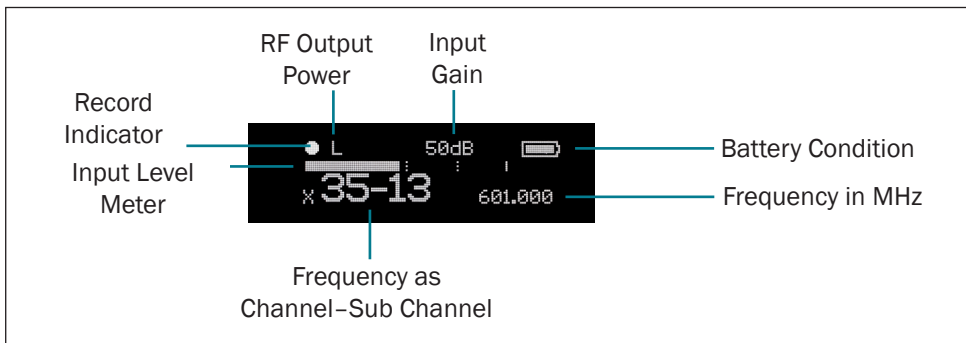 RF Output
Power
Input
Gain
Record
Indicator
Input Level
Meter
L
50dB
x 35-13
601.000
Battery Condition
Frequency in MHz
Frequency as
Channel–Sub Channel